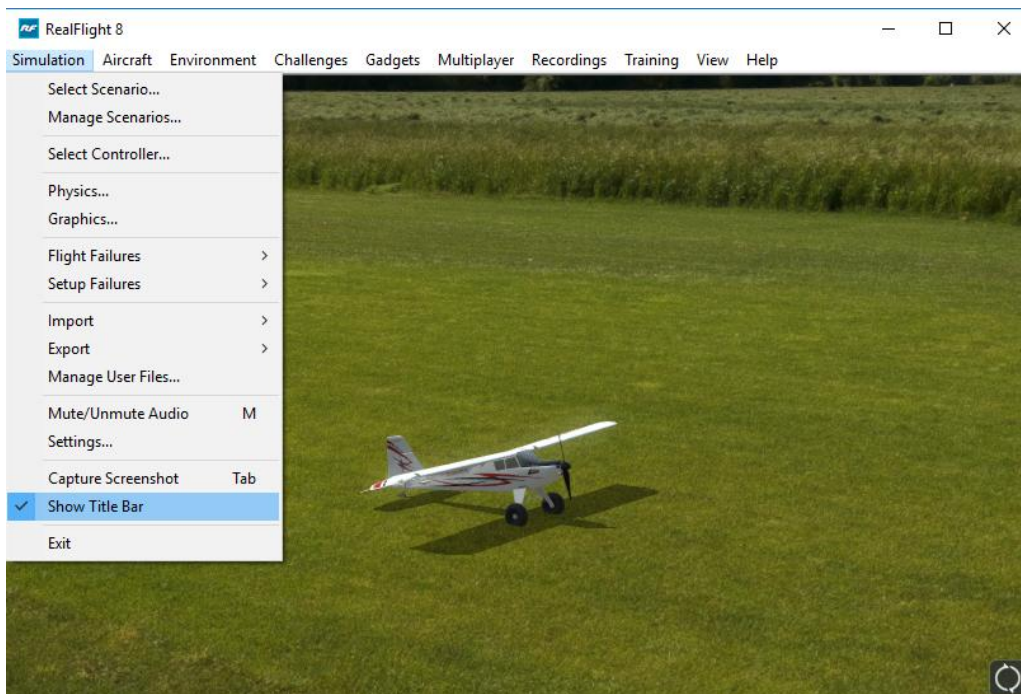 RF RealFlight 8
Simulation Aircraft Environment Challenges Gadgets Multiplayer Recordings Training View Help
Select Scenario...
Manage Scenarios...
Select Controller...
Physics...
Graphics...
Flight Failures
Setup Failures
Import
Export
Manage User Files...
Mute/Unmute Audio M
Settings...
Capture Screenshot Tab
Show Title Bar
Exit